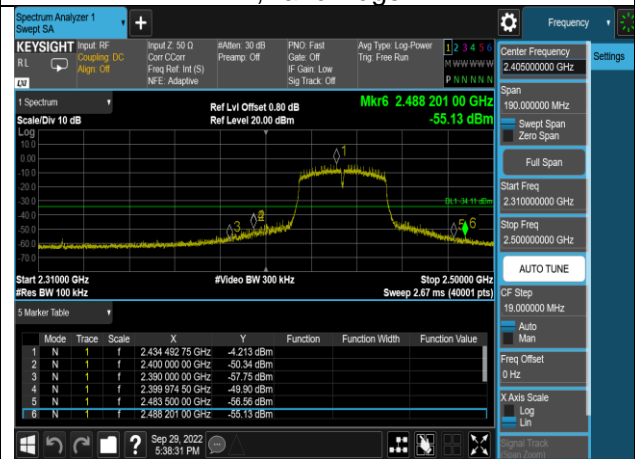 Spectrum Analyzer 1
Swept SA
+
Frequency
KEYSIGHT
RL
LXI
Input: RF
Coupling: DC
Align: Off
Input Z: 50 Ω
Corr CCorr
Freq Ref: Int (S)
NFE: Adaptive
#Atten: 30 dB
Preamp: Off
PNO: Fast
Gate: Off
IF Gain: Low
Sig Track: Off
Avg Type: Log-Power
Trig: Free Run
1 2 3 4 5 6
M W W W W W
P N N N N N
Center Frequency
2.405000000 GHz
Settings
Span
190.000000 MHz
Swept Span
Zero Span
Full Span
Start Freq
2.310000 GHz
Stop Freq
2.500000000 GHz
AUTO TUNE
CF Step
19.000000 MHz
Auto
Man
Freq Offset
0 Hz
X Axis Scale
Log
Lin
Signal Track
(Span Zoom)
1 Spectrum
Scale/Div 10 dB
Ref Lvl Offset 0.80 dB
Ref Level 20.00 dBm
Mkr6 2.488 201 00 GHz
-55.13 dBm
Log
10.0
0.00
-10.0
-20.0
-30.0
-40.0
-50.0
-60.0
-70.0
1
2
3
5
6
DL1 -34.11 dBm
Start 2.31000 GHz
#Res BW 100 kHz
#Video BW 300 kHz
Stop 2.50000 GHz
Sweep 2.67 ms (40001 pts)
5 Marker Table
Mode Trace Scale X Y Function Function Width Function Value
1 N 1 f 2.434 492 75 GHz -4.213 dBm
2 N 1 f 2.400 000 00 GHz -50.34 dBm
3 N 1 f 2.390 000 00 GHz -57.75 dBm
4 N 1 f 2.399 974 50 GHz -49.90 dBm
5 N 1 f 2.483 500 00 GHz -56.56 dBm
6 N 1 f 2.488 201 00 GHz -55.13 dBm
?
Sep 29, 2022
5:38:31 PM